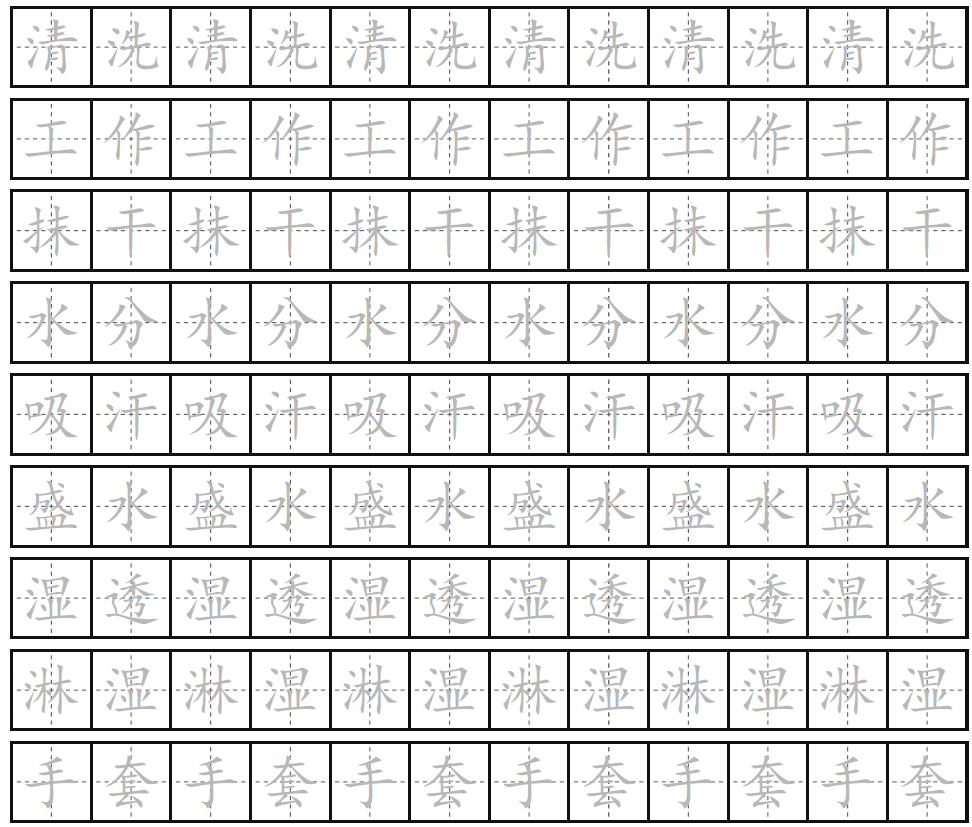 清洗清洗清洗清洗清洗清洗
工作工作工作工作工作工作
抹干抹干抹干抹干抹干抹干
水分水分水分水分水分水分
吸汗吸汗吸汗吸汗吸汗吸汗
盛水盛水盛水盛水盛水盛水
湿透湿透湿透湿透湿透湿透
淋湿淋湿淋湿淋湿淋湿淋湿
手套手套手套手套手套手套